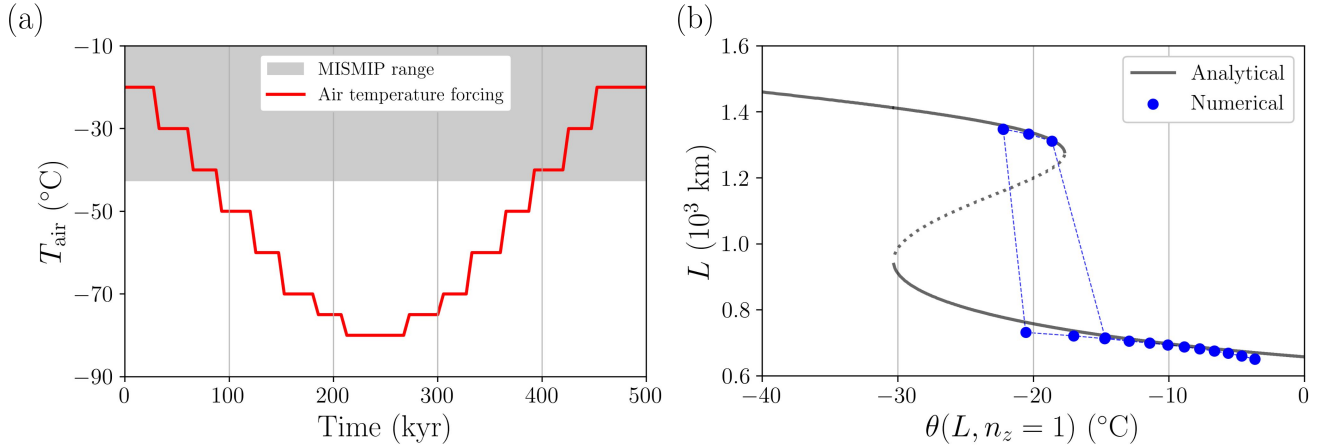 (a)
−10
−30
−50
−70
−90
T_air (°C)
MISMIP range
Air temperature forcing
0
100
200
300
400
500
Time (kyr)
(b)
1.6
1.4
1.2
1.0
0.8
0.6
L (10³ km)
Analytical
Numerical
−40
−30
−20
−10
0
θ(L, n_z = 1) (°C)